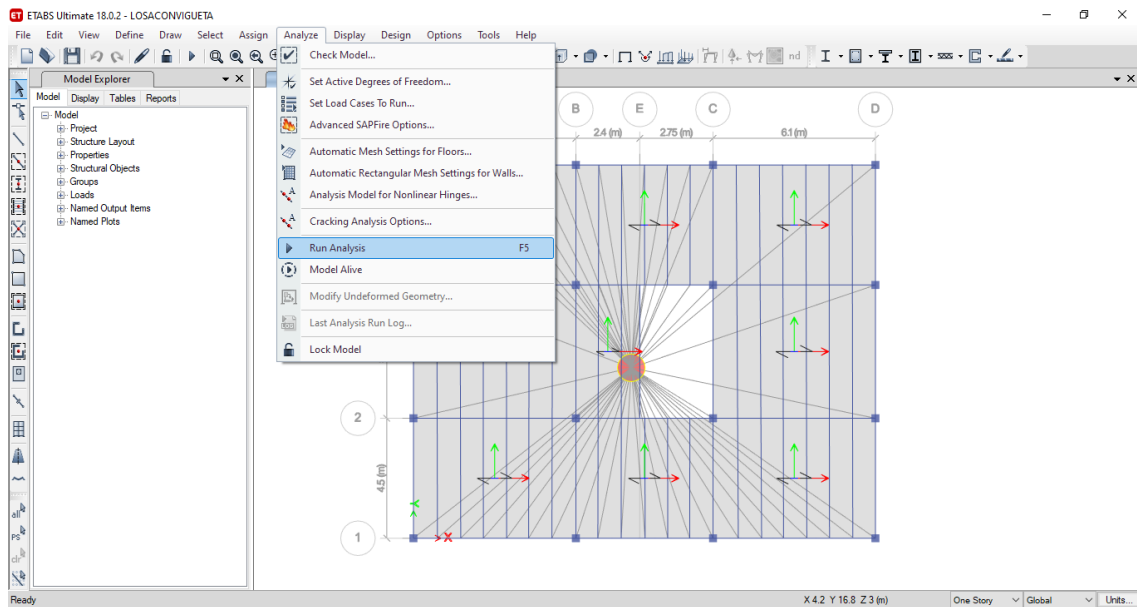 ETABS Ultimate 18.0.2 - LOSACONVIGUETA
File Edit View Define Draw Select Assign Analyze Display Design Options Tools Help
nd
Model Explorer
Model Display Tables Reports
Model
Project
Structure Layout
Properties
Structural Objects
Groups
Loads
Named Output Items
Named Plots
Check Model...
Set Active Degrees of Freedom...
Set Load Cases To Run...
Advanced SAPFire Options...
Automatic Mesh Settings for Floors...
Automatic Rectangular Mesh Settings for Walls...
Analysis Model for Nonlinear Hinges...
Cracking Analysis Options...
Run Analysis F5
Model Alive
Modify Undeformed Geometry...
Last Analysis Run Log...
Lock Model
B E C D
2.4 (m) 2.75 (m) 6.1 (m)
2
4.5 (m)
Y
1
X
all
PS
clr
Ready X 4.2 Y 16.8 Z 3 (m) One Story Global Units...